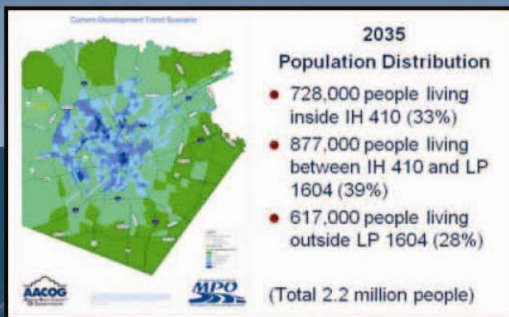 Current Development Trend Scenario
2035
Population Distribution
• 728,000 people living
inside IH 410 (33%)
• 877,000 people living
between IH 410 and LP
1604 (39%)
• 617,000 people living
outside LP 1604 (28%)
(Total 2.2 million people)
AACOG
MPO